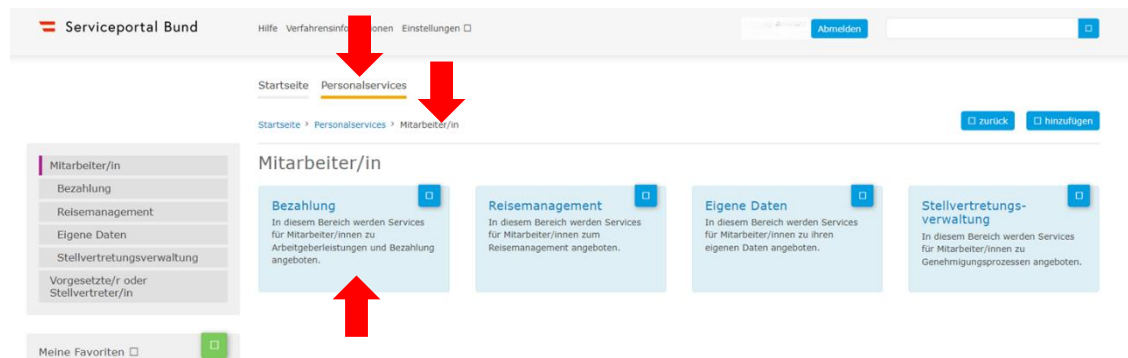 Serviceportal Bund
Hilfe Verfahrensinfo onen Einstellungen
Abmelden
Startseite Personalservices
Startseite › Personalservices › Mitarbeiter/in
zurück
hinzufügen
Mitarbeiter/in
Bezahlung
Reisemanagement
Eigene Daten
Stellvertretungsverwaltung
Vorgesetzte/r oder
Stellvertreter/in
Meine Favoriten
Mitarbeiter/in
Bezahlung
In diesem Bereich werden Services
für Mitarbeiter/innen zu
Arbeitgeberleistungen und Bezahlung
angeboten.
Reisemanagement
In diesem Bereich werden Services
für Mitarbeiter/innen zum
Reisemanagement angeboten.
Eigene Daten
In diesem Bereich werden Services
für Mitarbeiter/innen zu ihren
eigenen Daten angeboten.
Stellvertretungs-
verwaltung
In diesem Bereich werden Services
für Mitarbeiter/innen zu
Genehmigungsprozessen angeboten.